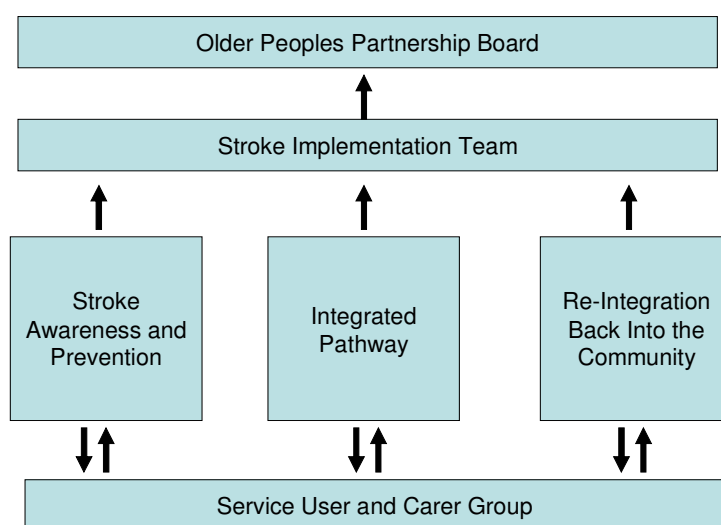 Older Peoples Partnership Board
Stroke Implementation Team
Stroke
Awareness and
Prevention
Integrated
Pathway
Re-Integration
Back Into the
Community
Service User and Carer Group